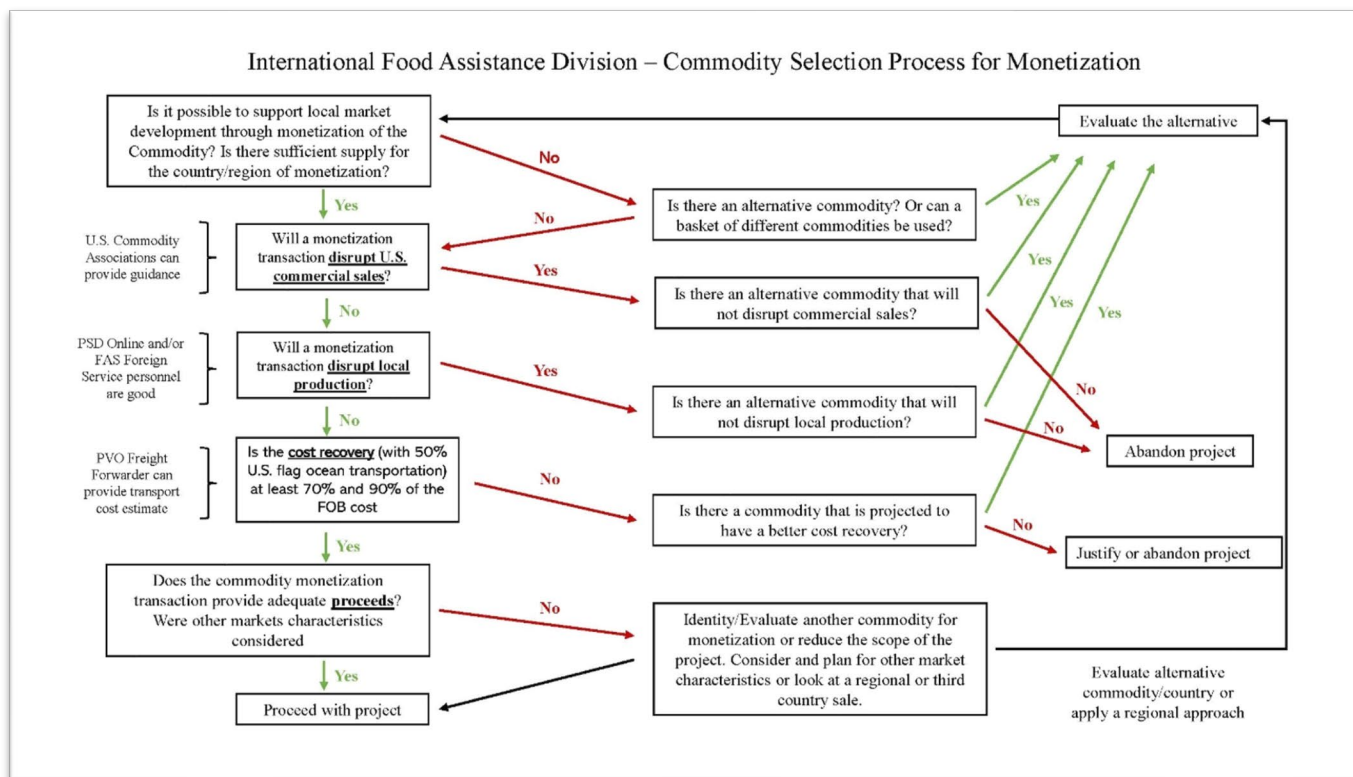 International Food Assistance Division – Commodity Selection Process for Monetization
Is it possible to support local market
development through monetization of the
Commodity? Is there sufficient supply for
the country/region of monetization?
Evaluate the alternative
No
Yes
Is there an alternative commodity? Or can a
basket of different commodities be used?
Yes
No
U.S. Commodity
Associations can
provide guidance
Will a monetization
transaction disrupt U.S.
commercial sales?
Yes
Is there an alternative commodity that will
not disrupt commercial sales?
Yes
No
No
PSD Online and/or
FAS Foreign
Service personnel
are good
Will a monetization
transaction disrupt local
production?
Yes
Is there an alternative commodity that will
not disrupt local production?
Yes
No
Abandon project
No
PVO Freight
Forwarder can
provide transport
cost estimate
Is the cost recovery (with 50%
U.S. flag ocean transportation)
at least 70% and 90% of the
FOB cost
No
Is there a commodity that is projected to
have a better cost recovery?
Yes
No
Justify or abandon project
Yes
Does the commodity monetization
transaction provide adequate proceeds?
Were other markets characteristics
considered
No
Identity/Evaluate another commodity for
monetization or reduce the scope of the
project. Consider and plan for other market
characteristics or look at a regional or third
country sale.
Evaluate alternative
commodity/country or
apply a regional approach
Yes
Proceed with project